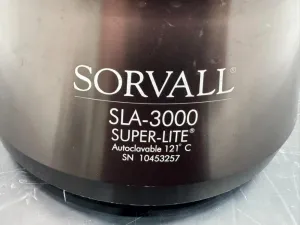 SORVALL®
SLA-3000
SUPER-LITE®
Autoclavable 121° C
SN 10453257